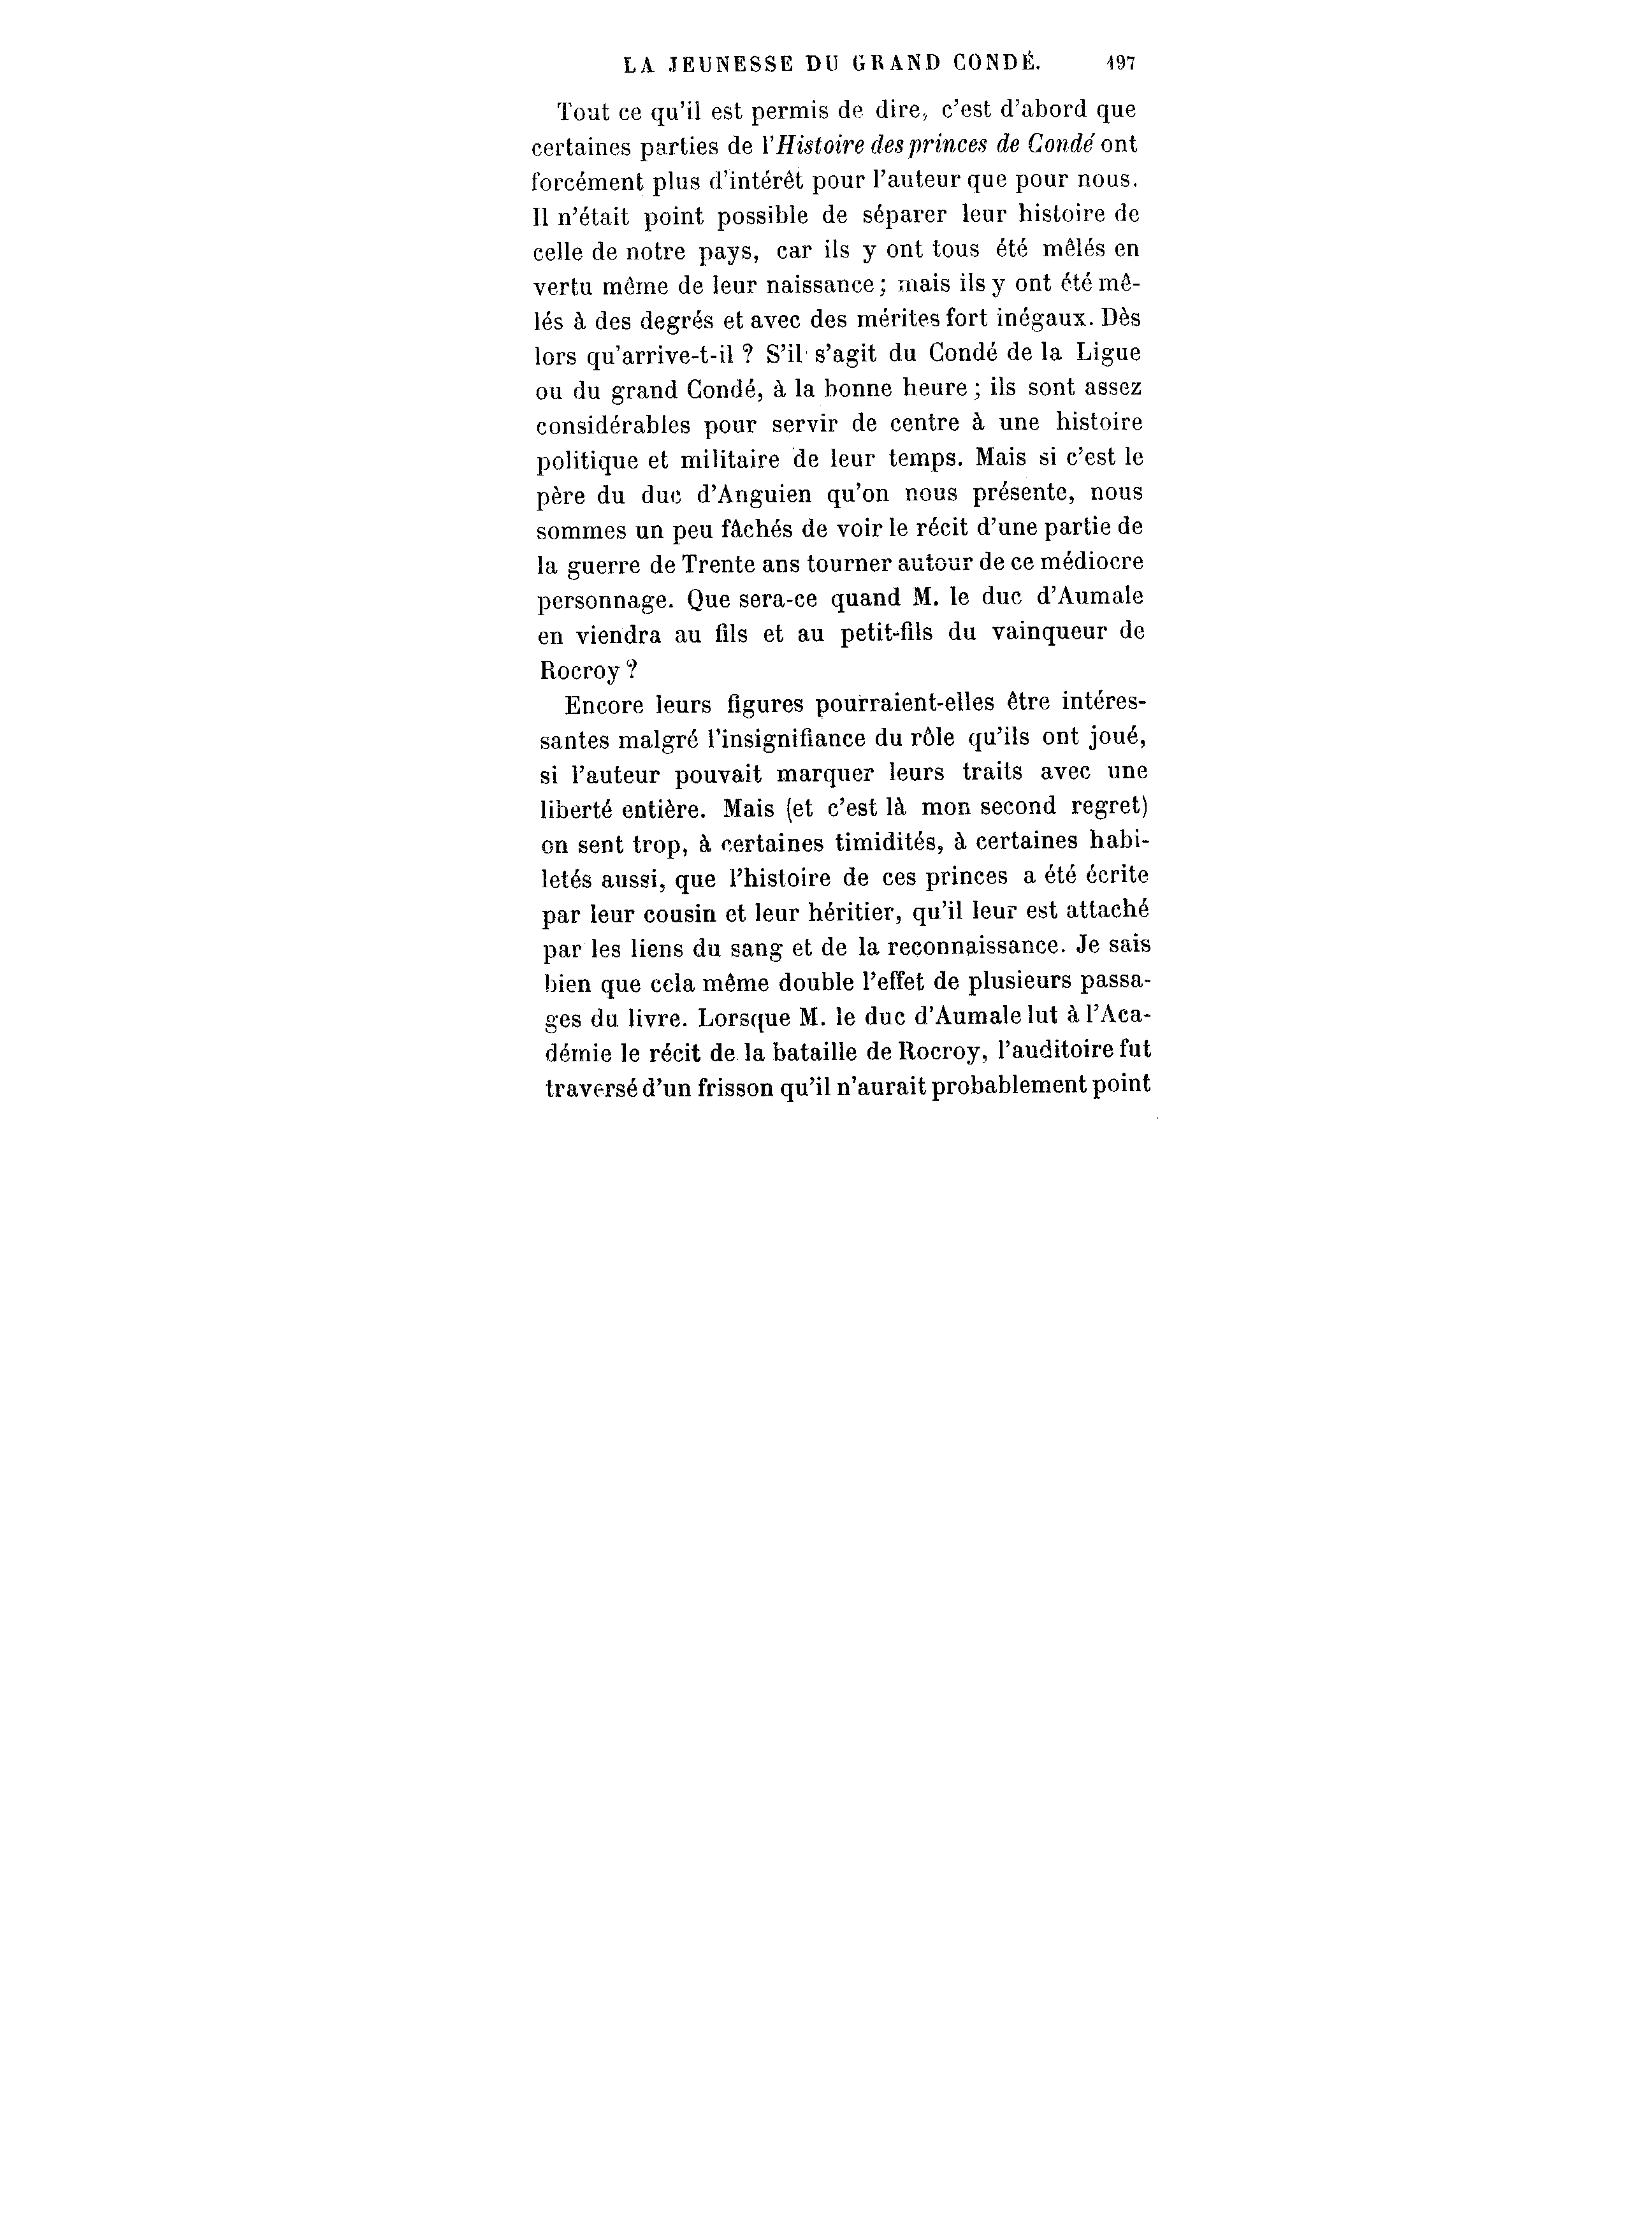 LA JEUNESSE DU GRAND CONDÉ. 197
Tout ce qu'il est permis de dire, c'est d'abord que
certaines parties de l'Histoire des princes de Condé ont
forcément plus d'intérêt pour l'auteur que pour nous.
Il n'était point possible de séparer leur histoire de
celle de notre pays, car ils y ont tous été mêlés en
vertu même de leur naissance; mais ils y ont été mê-
lés à des degrés et avec des mérites fort inégaux. Dès
lors qu'arrive-t-il ? S'il s'agit du Condé de la Ligue
ou du grand Condé, à la bonne heure; ils sont assez
considérables pour servir de centre à une histoire
politique et militaire de leur temps. Mais si c'est le
père du duc d'Anguien qu'on nous présente, nous
sommes un peu fâchés de voir le récit d'une partie de
la guerre de Trente ans tourner autour de ce médiocre
personnage. Que sera-ce quand M. le duc d'Aumale
en viendra au fils et au petit-fils du vainqueur de
Rocroy ?
Encore leurs figures pourraient-elles être intéres-
santes malgré l'insignifiance du rôle qu'ils ont joué,
si l'auteur pouvait marquer leurs traits avec une
liberté entière. Mais (et c'est là mon second regret)
on sent trop, à certaines timidités, à certaines habi-
letés aussi, que l'histoire de ces princes a été écrite
par leur cousin et leur héritier, qu'il leur est attaché
par les liens du sang et de la reconnaissance. Je sais
bien que cela même double l'effet de plusieurs passa-
ges du livre. Lorsque M. le duc d'Aumale lut à l'Aca-
démie le récit de la bataille de Rocroy, l'auditoire fut
traversé d'un frisson qu'il n'aurait probablement point